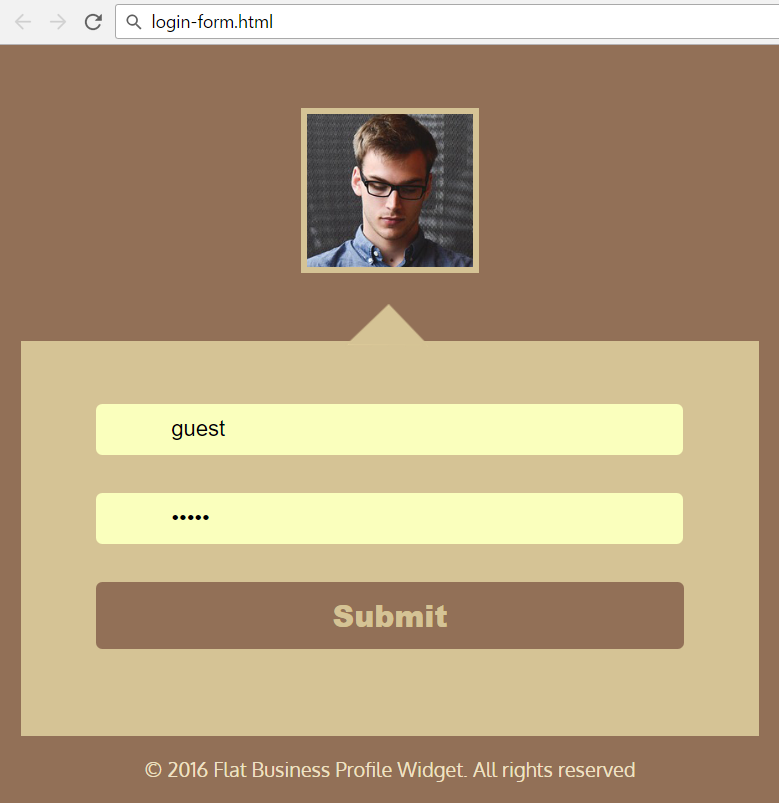 login-form.html
guest
•••••
Submit
© 2016 Flat Business Profile Widget. All rights reserved